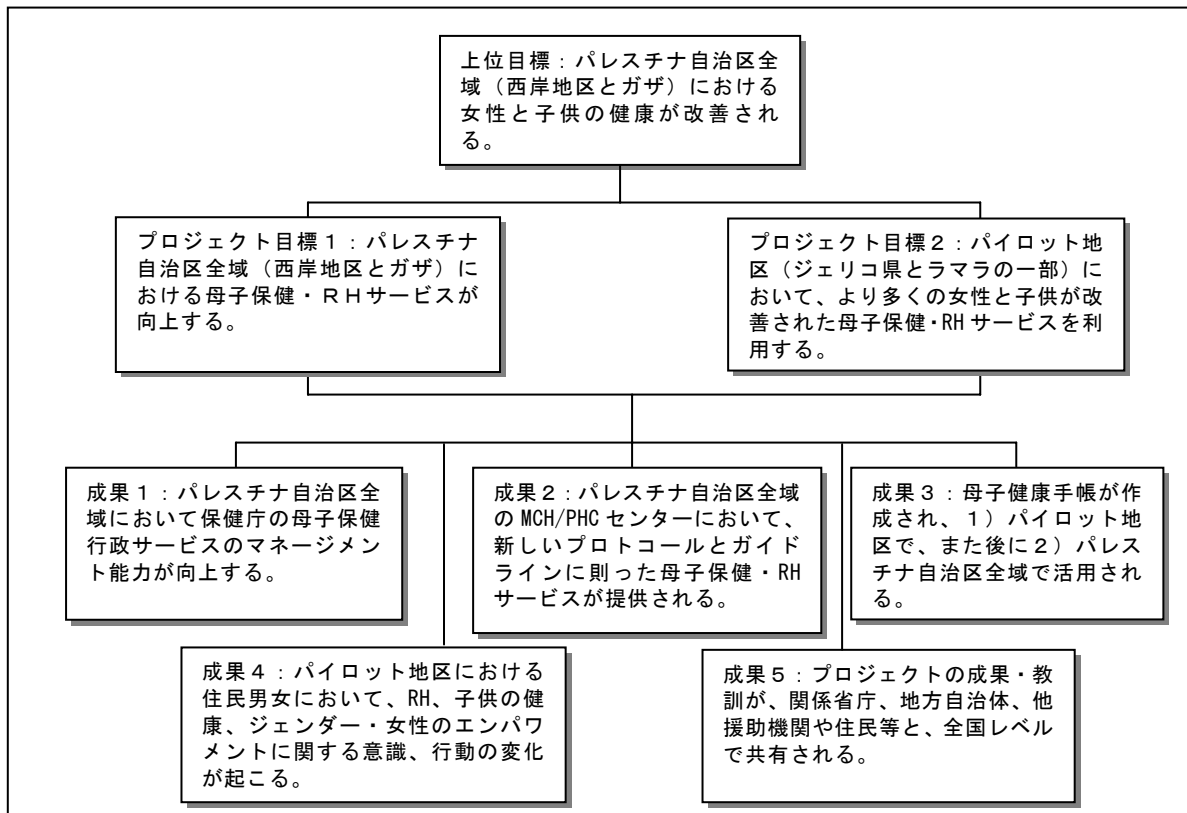 上位目標：パレスチナ自治区全
域（西岸地区とガザ）における
女性と子供の健康が改善され
る。
プロジェクト目標１：パレスチナ
自治区全域（西岸地区とガザ）に
おける母子保健・ＲＨサービスが
向上する。
プロジェクト目標２：パイロット地
区（ジェリコ県とラマラの一部）に
おいて、より多くの女性と子供が改
善された母子保健・RH サービスを利
用する。
成果１：パレスチナ自治区全
域において保健庁の母子保健
行政サービスのマネージメン
ト能力が向上する。
成果２：パレスチナ自治区全域
の MCH/PHC センターにおいて、
新しいプロトコールとガイド
ラインに則った母子保健・RH
サービスが提供される。
成果３：母子健康手帳が作
成され、１）パイロット地
区で、また後に２）パレス
チナ自治区全域で活用され
る。
成果４：パイロット地区における
住民男女において、RH、子供の健
康、ジェンダー・女性のエンパワ
メントに関する意識、行動の変化
が起こる。
成果５：プロジェクトの成果・教
訓が、関係省庁、地方自治体、他
援助機関や住民等と、全国レベル
で共有される。